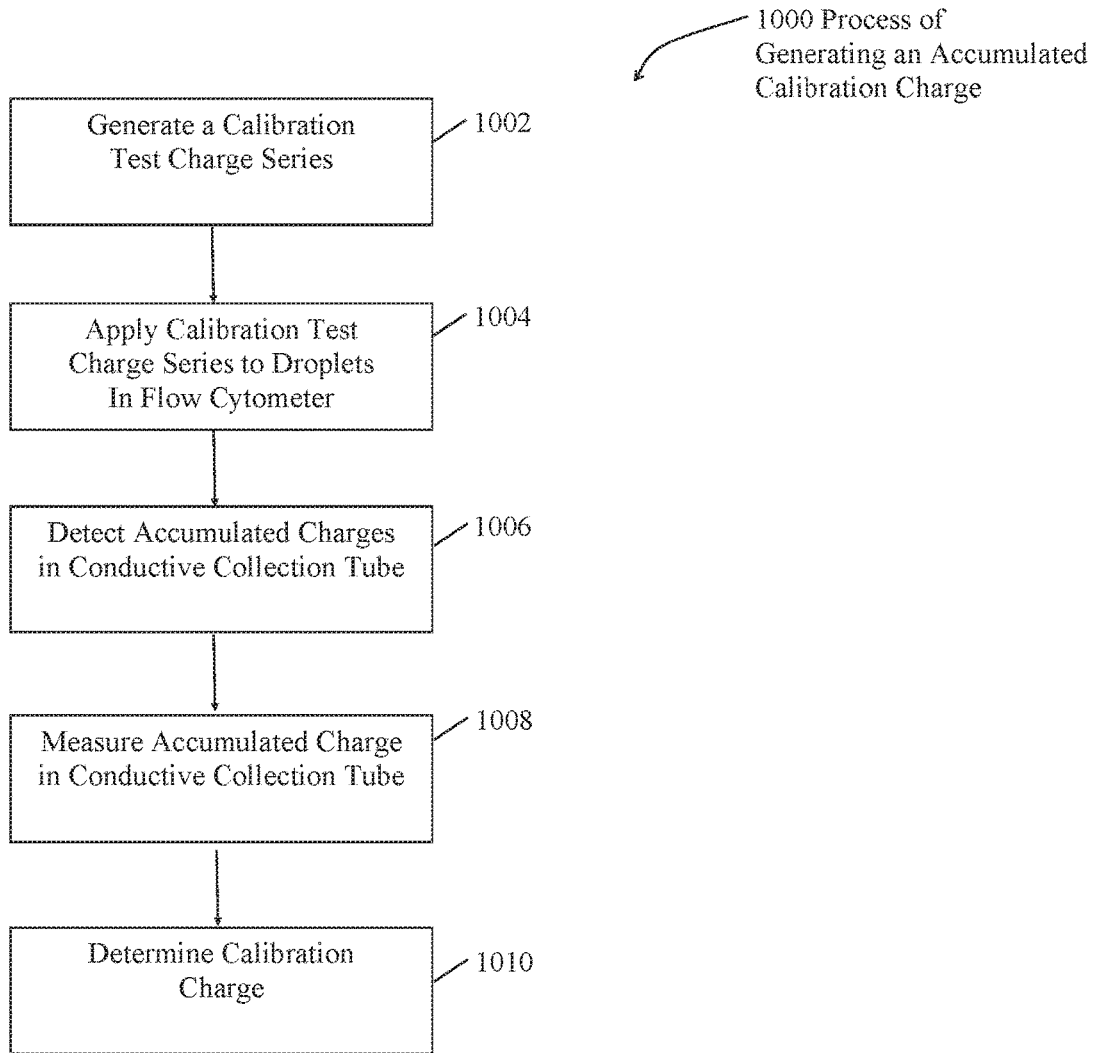 1000 Process of
Generating an Accumulated
Calibration Charge
Generate a Calibration
Test Charge Series
1002
Apply Calibration Test
Charge Series to Droplets
In Flow Cytometer
1004
Detect Accumulated Charges
in Conductive Collection Tube
1006
Measure Accumulated Charge
in Conductive Collection Tube
1008
Determine Calibration
Charge
1010